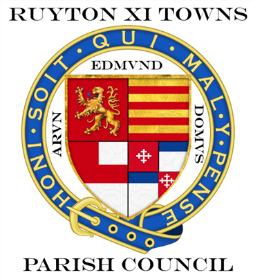 RUYTON XI TOWNS
HONI·SOIT·QUI·MAL·Y·PENSE
ARVN
EDMVND
DOMVS
PARISH COUNCIL